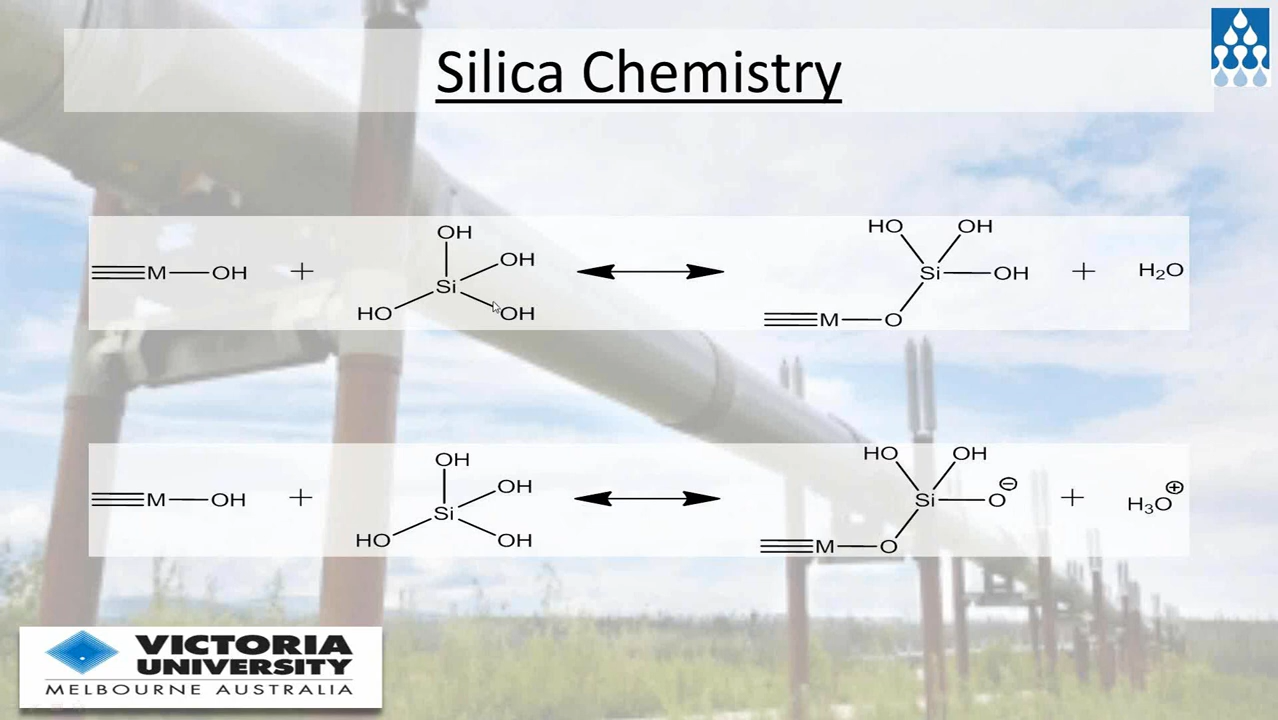 Silica Chemistry
≡M—OH + Si OH OH OH HO ↔ ≡M—O Si HO OH OH + H₂O
≡M—OH + Si OH OH OH HO ↔ ≡M—O Si HO OH O⊖ + H₃O⊕
VICTORIA
UNIVERSITY
MELBOURNE AUSTRALIA